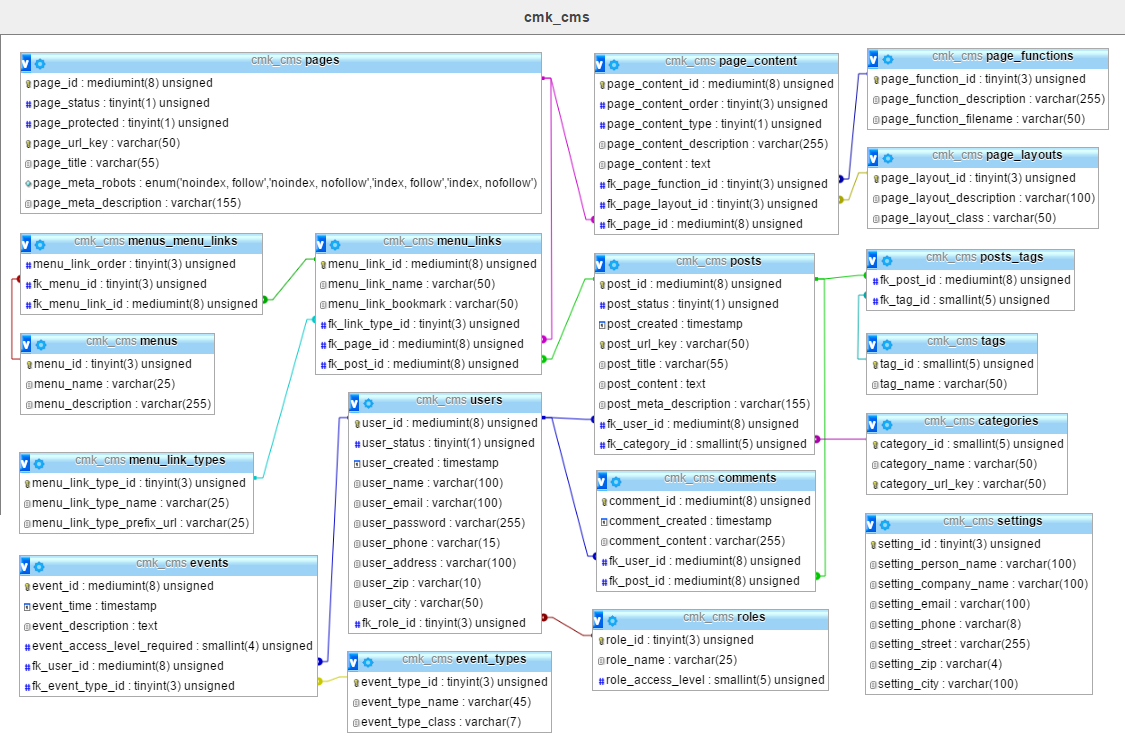 cmk_cms
cmk_cms pages
page_id : mediumint(8) unsigned
page_status : tinyint(1) unsigned
page_protected : tinyint(1) unsigned
page_url_key : varchar(50)
page_title : varchar(55)
page_meta_robots : enum('noindex, follow','noindex, nofollow','index, follow','index, nofollow')
page_meta_description : varchar(155)
cmk_cms page_content
page_content_id : mediumint(8) unsigned
page_content_order : tinyint(3) unsigned
page_content_type : tinyint(1) unsigned
page_content_description : varchar(255)
page_content : text
fk_page_function_id : tinyint(3) unsigned
fk_page_layout_id : tinyint(3) unsigned
fk_page_id : mediumint(8) unsigned
cmk_cms page_functions
page_function_id : tinyint(3) unsigned
page_function_description : varchar(255)
page_function_filename : varchar(50)
cmk_cms page_layouts
page_layout_id : tinyint(3) unsigned
page_layout_description : varchar(100)
page_layout_class : varchar(50)
cmk_cms menus_menu_links
menu_link_order : tinyint(3) unsigned
fk_menu_id : tinyint(3) unsigned
fk_menu_link_id : mediumint(8) unsigned
cmk_cms menu_links
menu_link_id : mediumint(8) unsigned
menu_link_name : varchar(50)
menu_link_bookmark : varchar(50)
fk_link_type_id : tinyint(3) unsigned
fk_page_id : mediumint(8) unsigned
fk_post_id : mediumint(8) unsigned
cmk_cms posts
post_id : mediumint(8) unsigned
post_status : tinyint(1) unsigned
post_created : timestamp
post_url_key : varchar(50)
post_title : varchar(55)
post_content : text
post_meta_description : varchar(155)
fk_user_id : mediumint(8) unsigned
fk_category_id : smallint(5) unsigned
cmk_cms posts_tags
fk_post_id : mediumint(8) unsigned
fk_tag_id : smallint(5) unsigned
cmk_cms menus
menu_id : tinyint(3) unsigned
menu_name : varchar(25)
menu_description : varchar(255)
cmk_cms tags
tag_id : smallint(5) unsigned
tag_name : varchar(50)
cmk_cms users
user_id : mediumint(8) unsigned
user_status : tinyint(1) unsigned
user_created : timestamp
user_name : varchar(100)
user_email : varchar(100)
user_password : varchar(255)
user_phone : varchar(15)
user_address : varchar(100)
user_zip : varchar(10)
user_city : varchar(50)
fk_role_id : tinyint(3) unsigned
cmk_cms categories
category_id : smallint(5) unsigned
category_name : varchar(50)
category_url_key : varchar(50)
cmk_cms menu_link_types
menu_link_type_id : tinyint(3) unsigned
menu_link_type_name : varchar(25)
menu_link_type_prefix_url : varchar(25)
cmk_cms comments
comment_id : mediumint(8) unsigned
comment_created : timestamp
comment_content : varchar(255)
fk_user_id : mediumint(8) unsigned
fk_post_id : mediumint(8) unsigned
cmk_cms settings
setting_id : tinyint(3) unsigned
setting_person_name : varchar(100)
setting_company_name : varchar(100)
setting_email : varchar(100)
setting_phone : varchar(8)
setting_street : varchar(255)
setting_zip : varchar(4)
setting_city : varchar(100)
cmk_cms events
event_id : mediumint(8) unsigned
event_time : timestamp
event_description : text
event_access_level_required : smallint(4) unsigned
fk_user_id : mediumint(8) unsigned
fk_event_type_id : tinyint(3) unsigned
cmk_cms roles
role_id : tinyint(3) unsigned
role_name : varchar(25)
role_access_level : smallint(5) unsigned
cmk_cms event_types
event_type_id : tinyint(3) unsigned
event_type_name : varchar(45)
event_type_class : varchar(7)